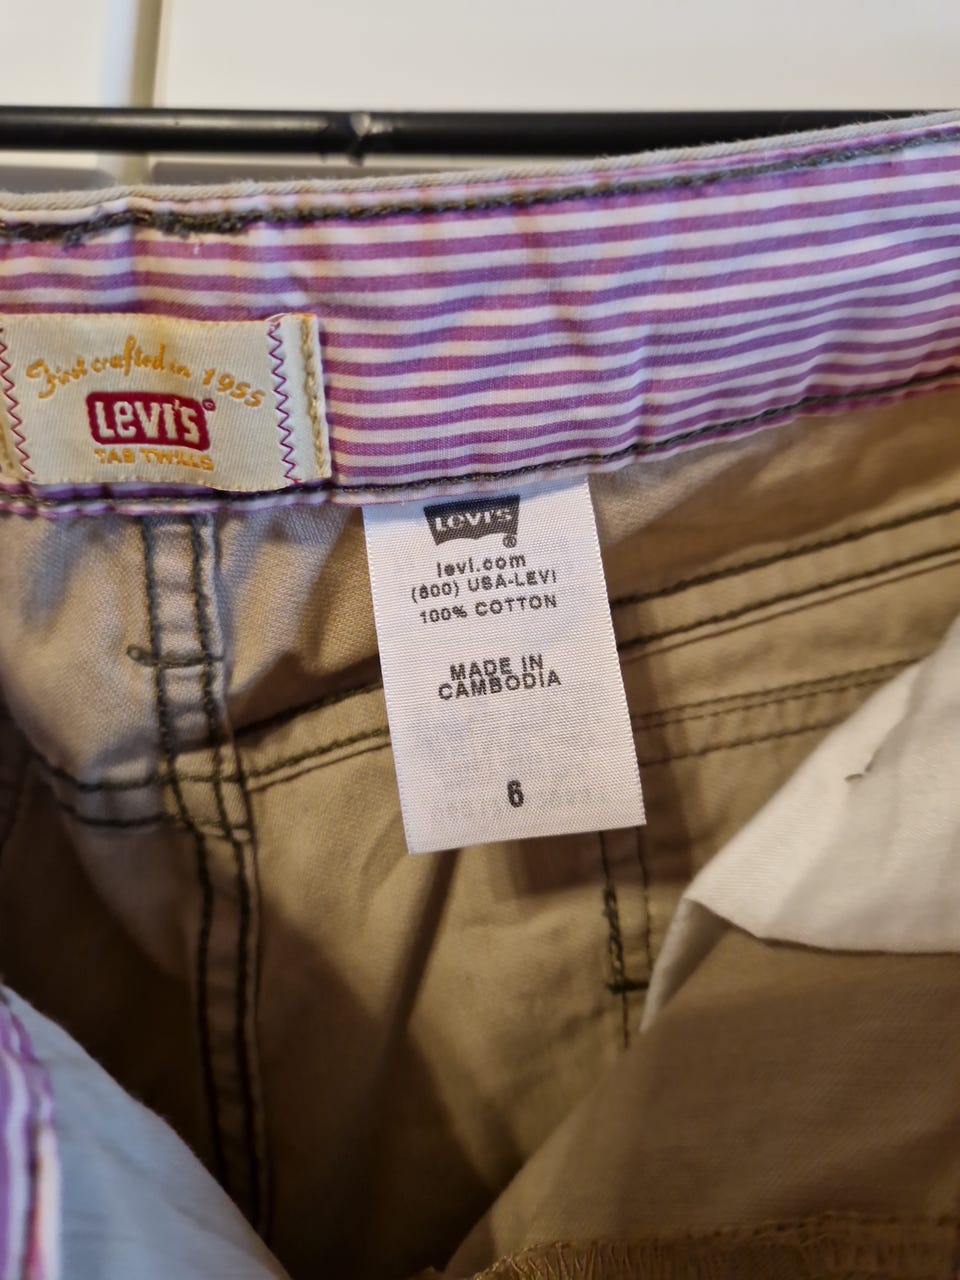 First crafted in 1955
LEVI'S®
TAB TWILLS
LEVI'S
®
levi.com
(800) USA-LEVI
100% COTTON
MADE IN
CAMBODIA
6